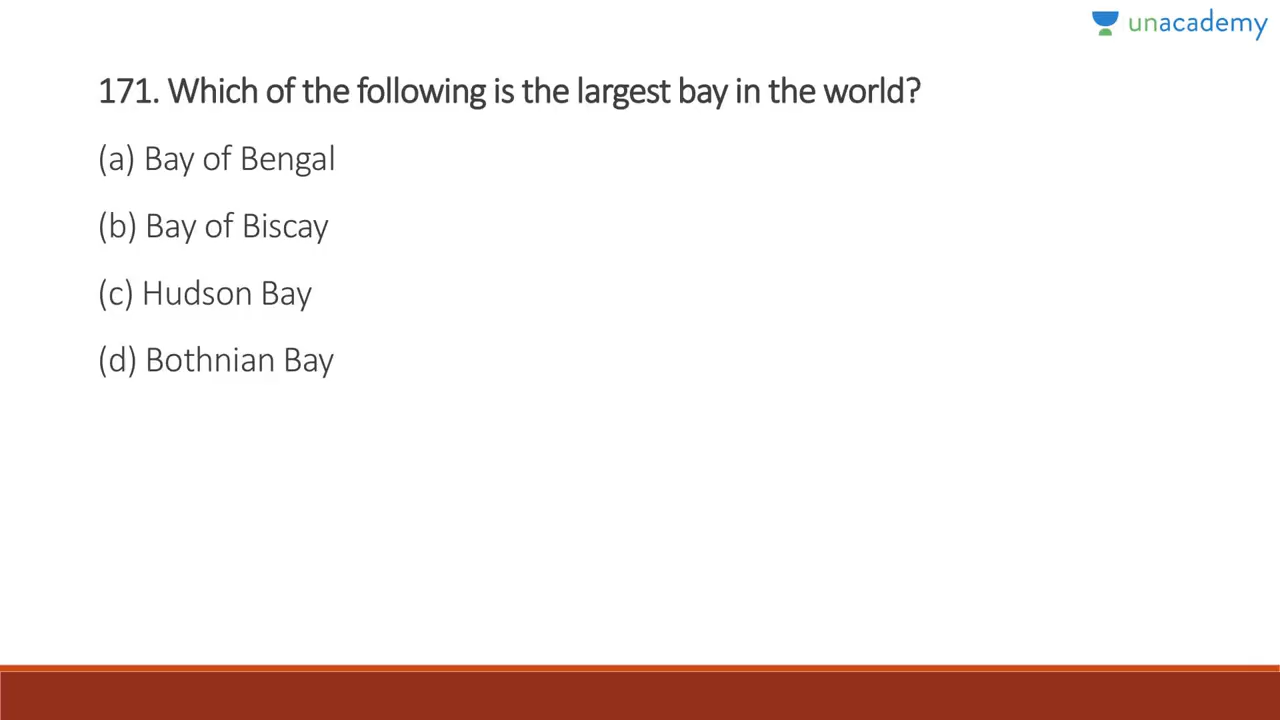 unacademy
171. Which of the following is the largest bay in the world?
(a) Bay of Bengal
(b) Bay of Biscay
(c) Hudson Bay
(d) Bothnian Bay